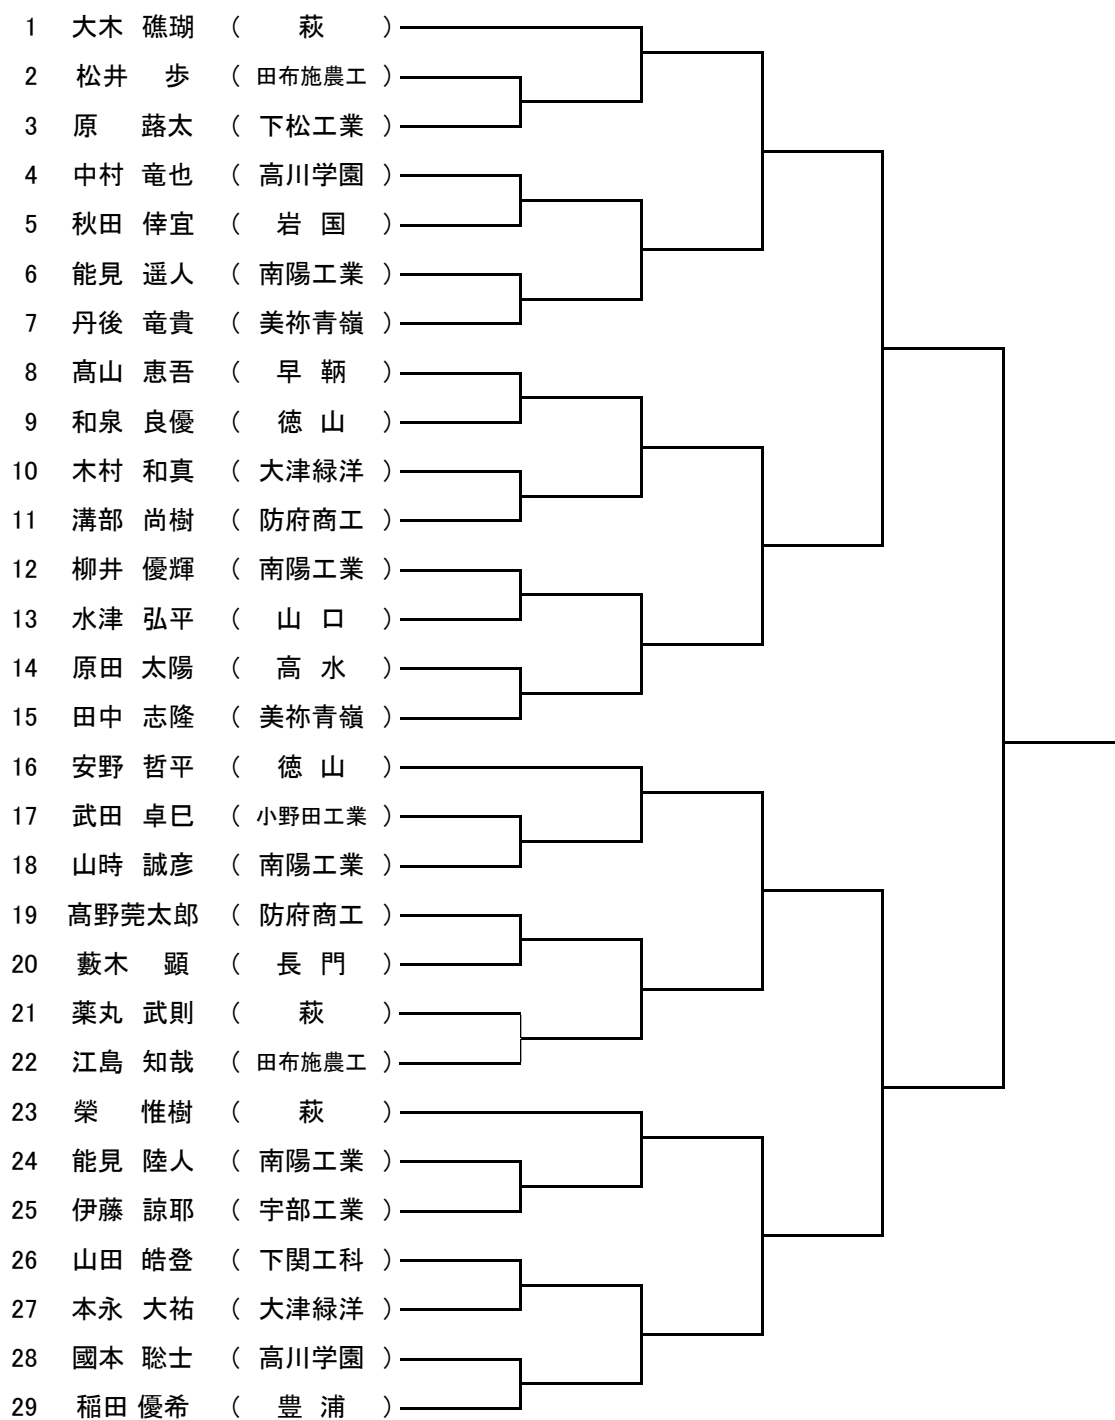 1 大木 礁瑚 ( 萩 )
2 松井 歩 ( 田布施農工 )
3 原 蕗太 ( 下松工業 )
4 中村 竜也 ( 高川学園 )
5 秋田 倖宜 ( 岩 国 )
6 能見 遥人 ( 南陽工業 )
7 丹後 竜貴 ( 美祢青嶺 )
8 髙山 恵吾 ( 早 鞆 )
9 和泉 良優 ( 徳 山 )
10 木村 和真 ( 大津緑洋 )
11 溝部 尚樹 ( 防府商工 )
12 柳井 優輝 ( 南陽工業 )
13 水津 弘平 ( 山 口 )
14 原田 太陽 ( 高 水 )
15 田中 志隆 ( 美祢青嶺 )
16 安野 哲平 ( 徳 山 )
17 武田 卓巳 ( 小野田工業 )
18 山時 誠彦 ( 南陽工業 )
19 髙野莞太郎 ( 防府商工 )
20 藪木 顕 ( 長 門 )
21 薬丸 武則 ( 萩 )
22 江島 知哉 ( 田布施農工 )
23 榮 惟樹 ( 萩 )
24 能見 陸人 ( 南陽工業 )
25 伊藤 諒耶 ( 宇部工業 )
26 山田 皓登 ( 下関工科 )
27 本永 大祐 ( 大津緑洋 )
28 國本 聡士 ( 高川学園 )
29 稲田 優希 ( 豊 浦 )